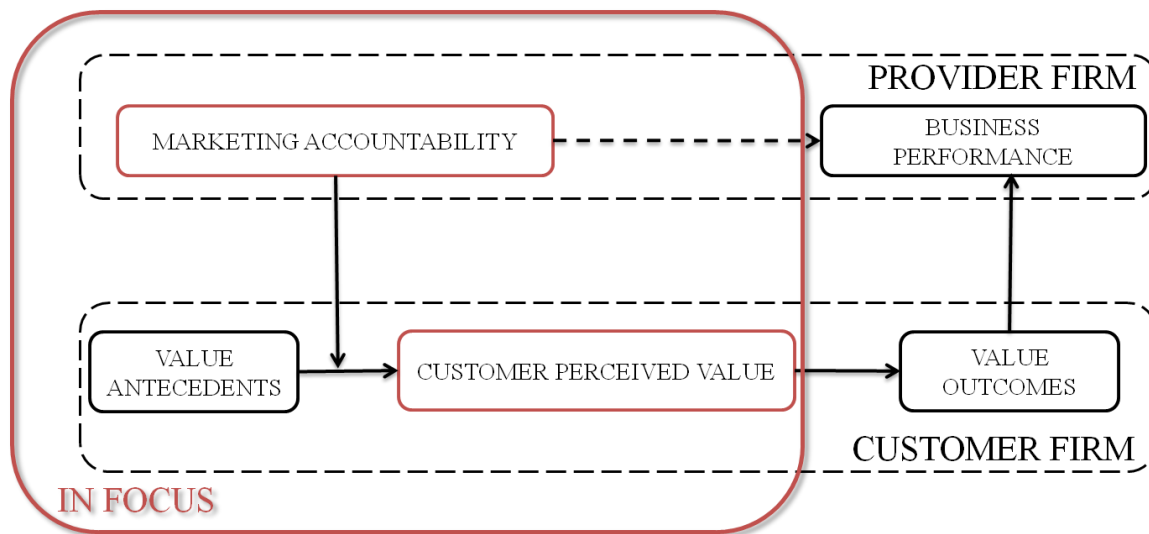 PROVIDER FIRM
MARKETING ACCOUNTABILITY
BUSINESS
PERFORMANCE
VALUE
ANTECEDENTS
CUSTOMER PERCEIVED VALUE
VALUE
OUTCOMES
CUSTOMER FIRM
IN FOCUS